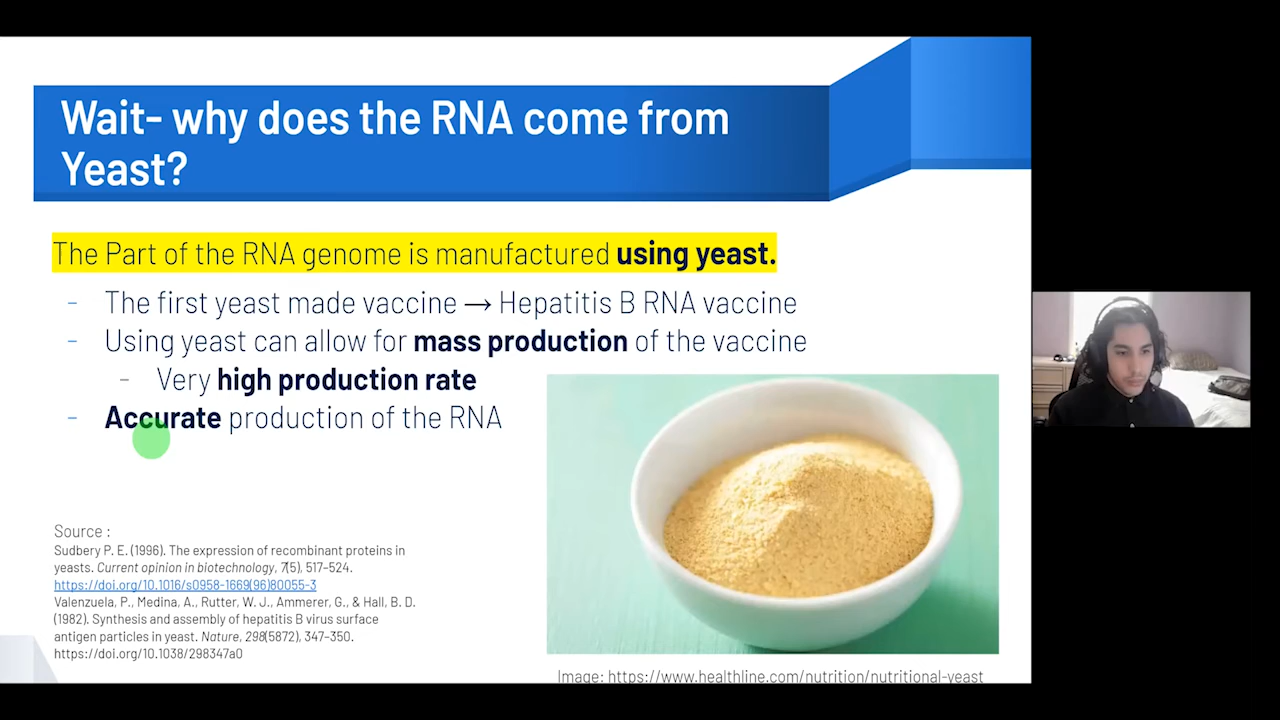 Wait- why does the RNA come from
Yeast?
The Part of the RNA genome is manufactured using yeast.
- The first yeast made vaccine → Hepatitis B RNA vaccine
- Using yeast can allow for mass production of the vaccine
- Very high production rate
- Accurate production of the RNA
Source :
Sudbery P. E. (1996). The expression of recombinant proteins in
yeasts. Current opinion in biotechnology, 7(5), 517–524.
https://doi.org/10.1016/s0958-1669(96)80055-3
Valenzuela, P., Medina, A., Rutter, W. J., Ammerer, G., & Hall, B. D.
(1982). Synthesis and assembly of hepatitis B virus surface
antigen particles in yeast. Nature, 298(5872), 347–350.
https://doi.org/10.1038/298347a0
Image: https://www.healthline.com/nutrition/nutritional-yeast